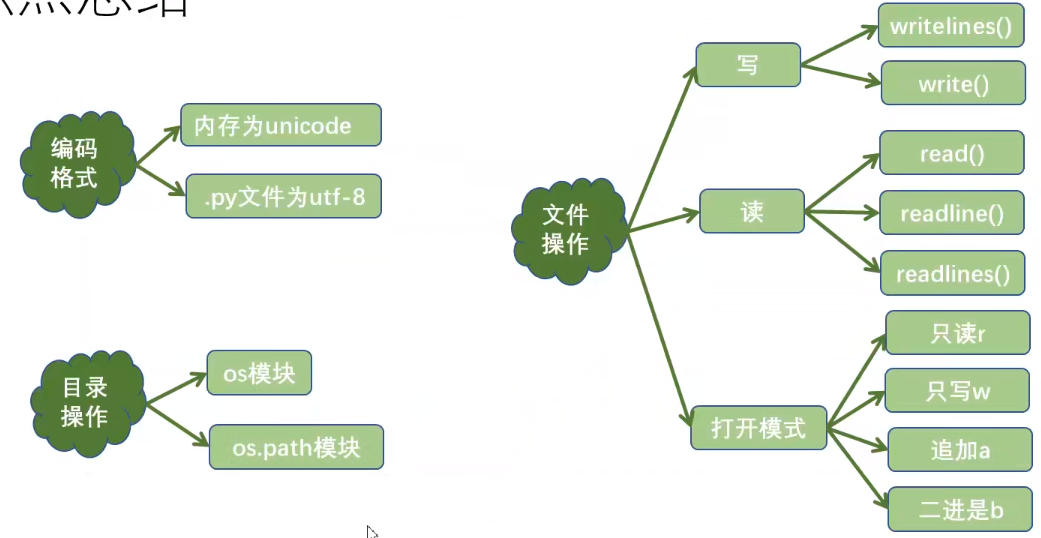 编码
格式
内存为unicode
.py文件为utf-8
目录
操作
os模块
os.path模块
文件
操作
写
writelines()
write()
读
read()
readline()
readlines()
打开模式
只读r
只写w
追加a
二进是b